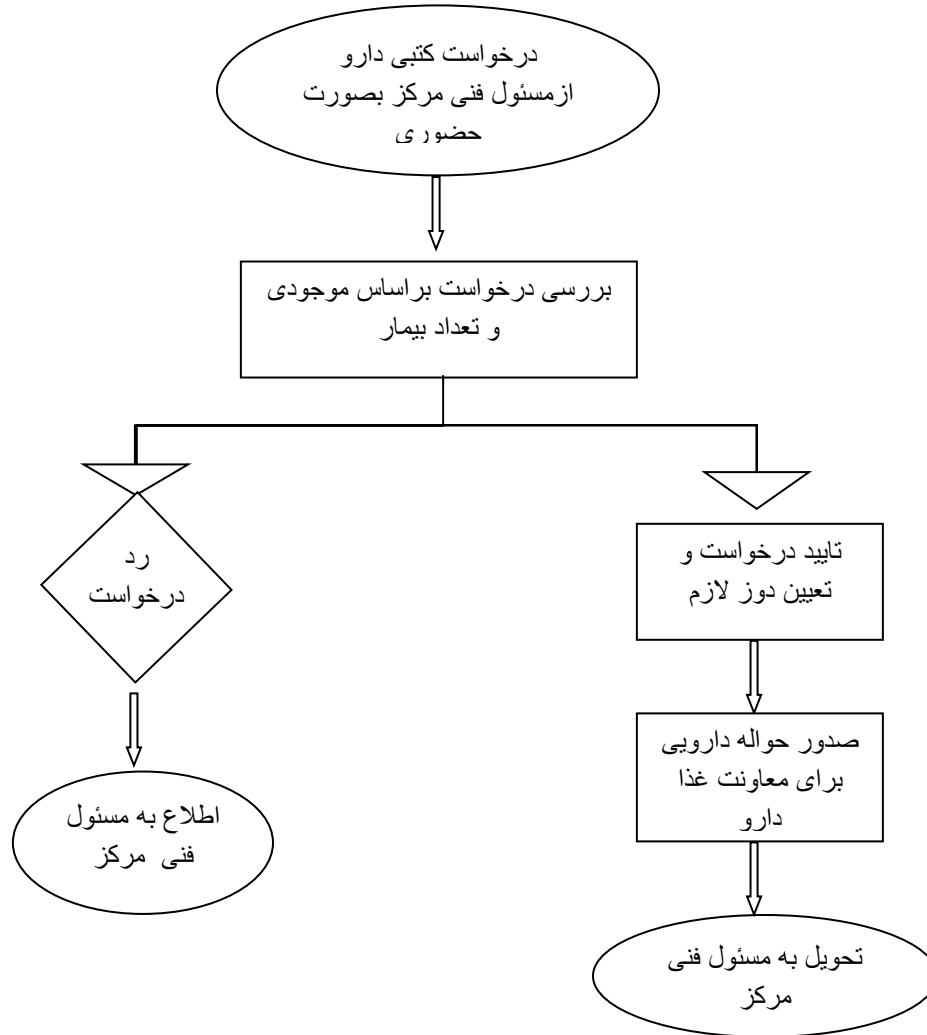 درخواست کتبی دارو
ازمسئول فنی مرکز بصورت
حضوری
بررسی درخواست براساس موجودی
و تعداد بیمار
رد
درخواست
تایید درخواست و
تعیین دوز لازم
صدور حواله دارویی
برای معاونت غذا
دارو
اطلاع به مسئول
فنی مرکز
تحویل به مسئول فنی
مرکز